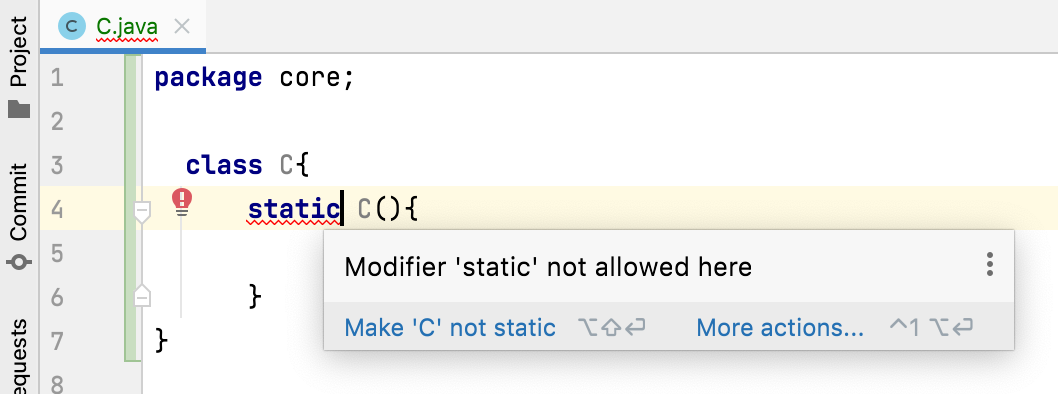 Project
Commit
equests
C C.java
1 package core;
2
3 class C{
4 static C(){
5
6 }
7 }
8
Modifier 'static' not allowed here
Make 'C' not static ⌥⇧⏎ More actions... ^1 ⌥⏎